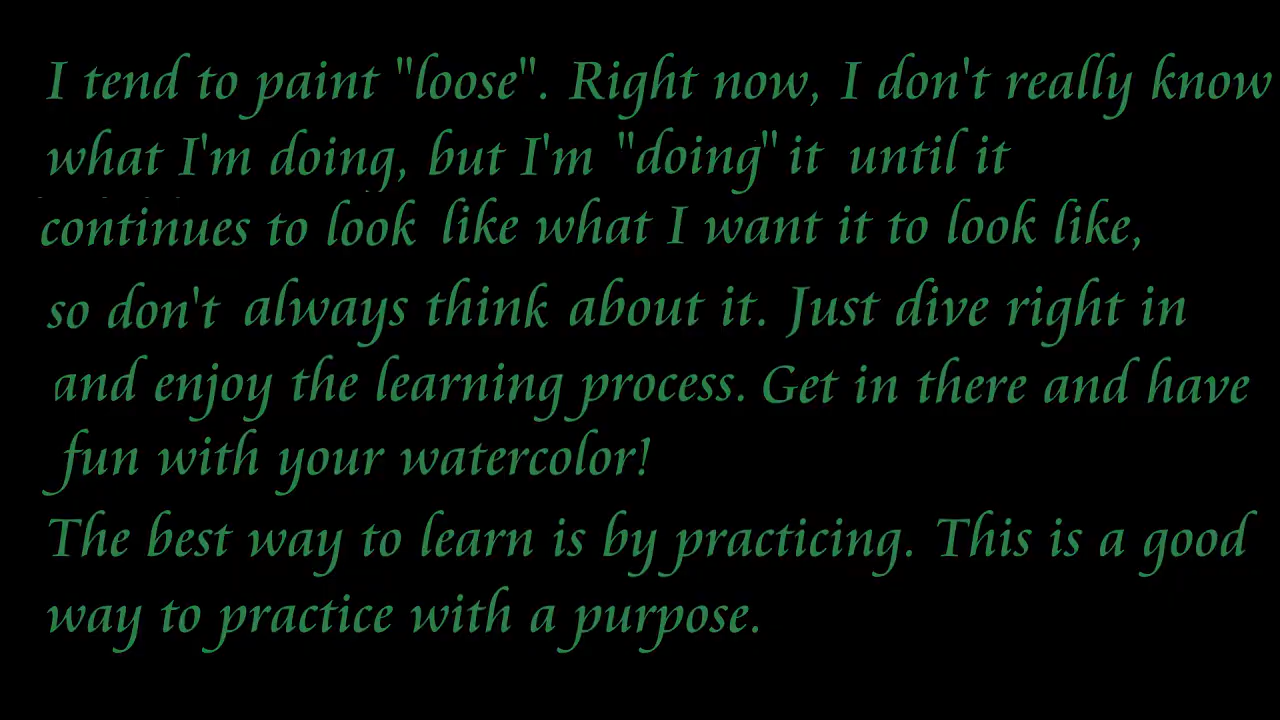 I tend to paint "loose". Right now, I don't really know
what I'm doing, but I'm "doing" it until it
continues to look like what I want it to look like,
so don't always think about it. Just dive right in
and enjoy the learning process. Get in there and have
fun with your watercolor!
The best way to learn is by practicing. This is a good
way to practice with a purpose.